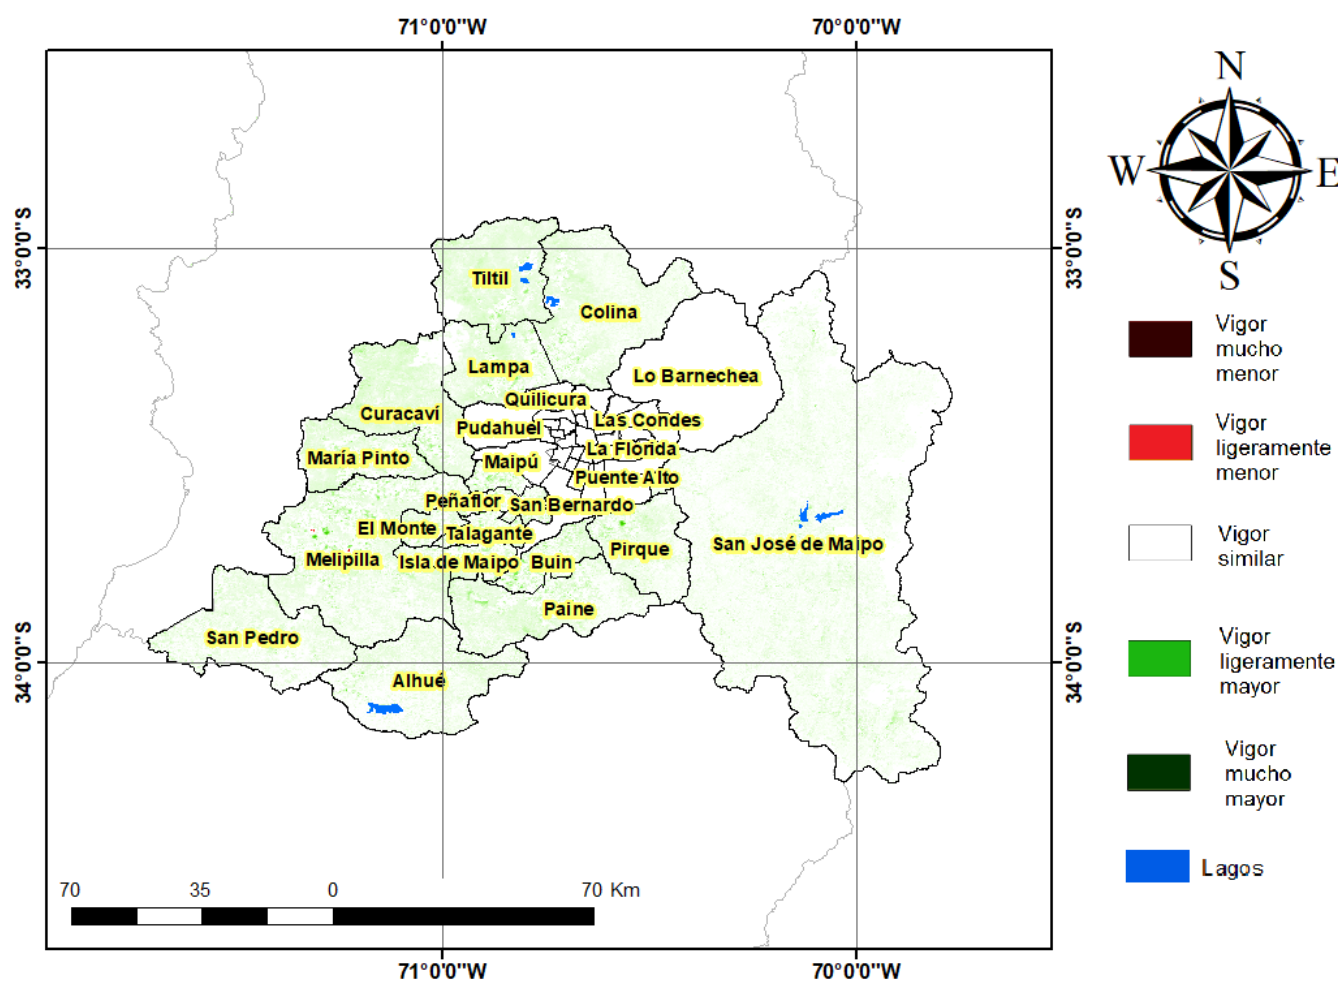 71°0'0"W
70°0'0"W
N
W
E
S
33°0'0"S
33°0'0"S
Tiltil
Colina
Lampa
Lo Barnechea
Quilicura
Curacaví
Pudahuel
Las Condes
María Pinto
Maipú
La Florida
Puente Alto
Peñaflor
San Bernardo
El Monte
Talagante
Melipilla
Isla de Maipo
Buin
Pirque
San José de Maipo
Paine
San Pedro
Alhué
34°0'0"S
34°0'0"S
Vigor
mucho
menor
Vigor
ligeramente
menor
Vigor
similar
Vigor
ligeramente
mayor
Vigor
mucho
mayor
Lagos
70 35 0 70 Km
71°0'0"W
70°0'0"W